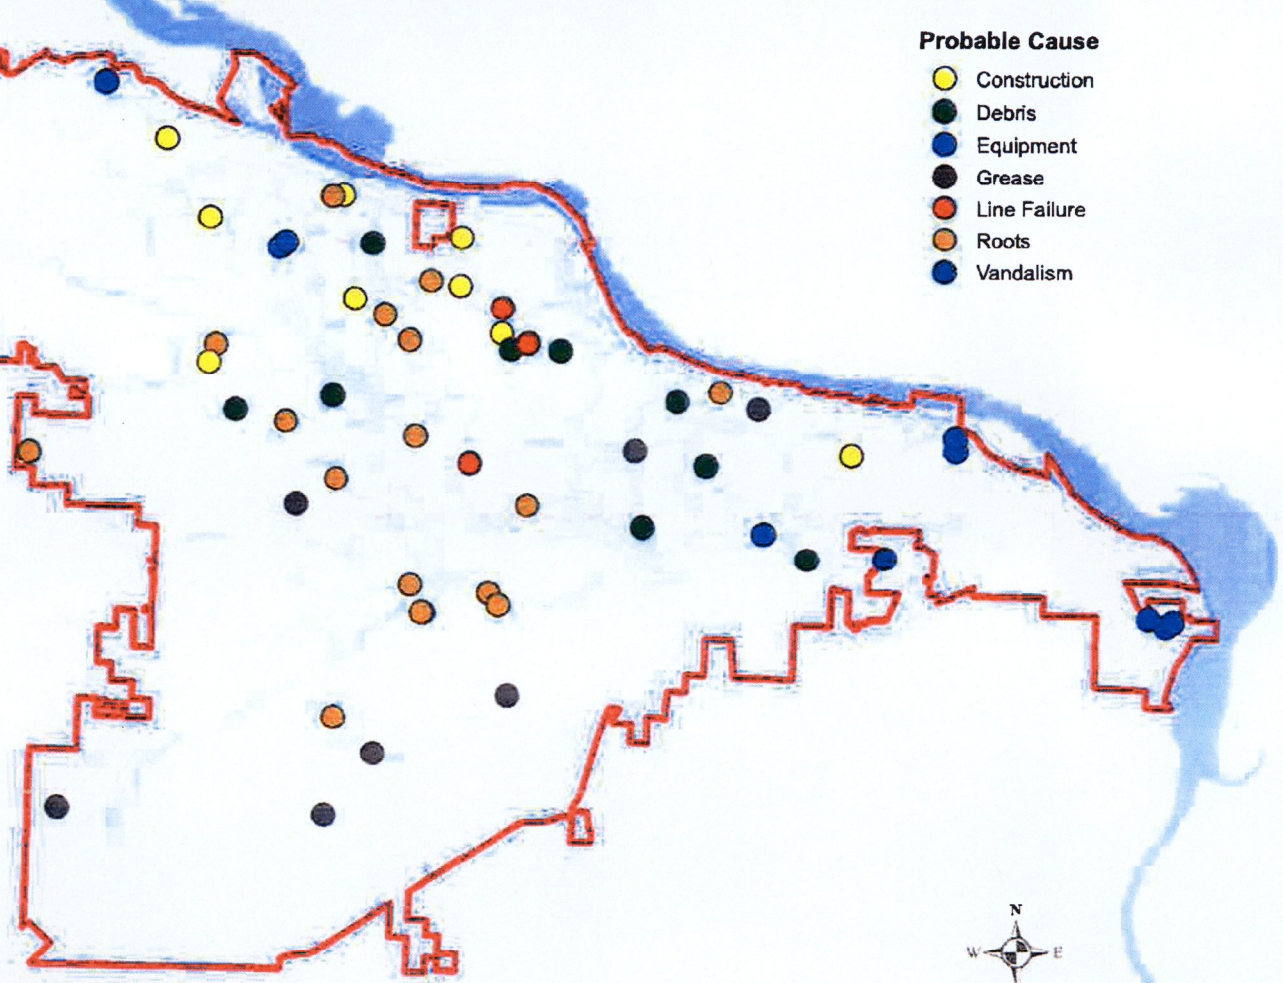 Probable Cause
Construction
Debris
Equipment
Grease
Line Failure
Roots
Vandalism
N
W E